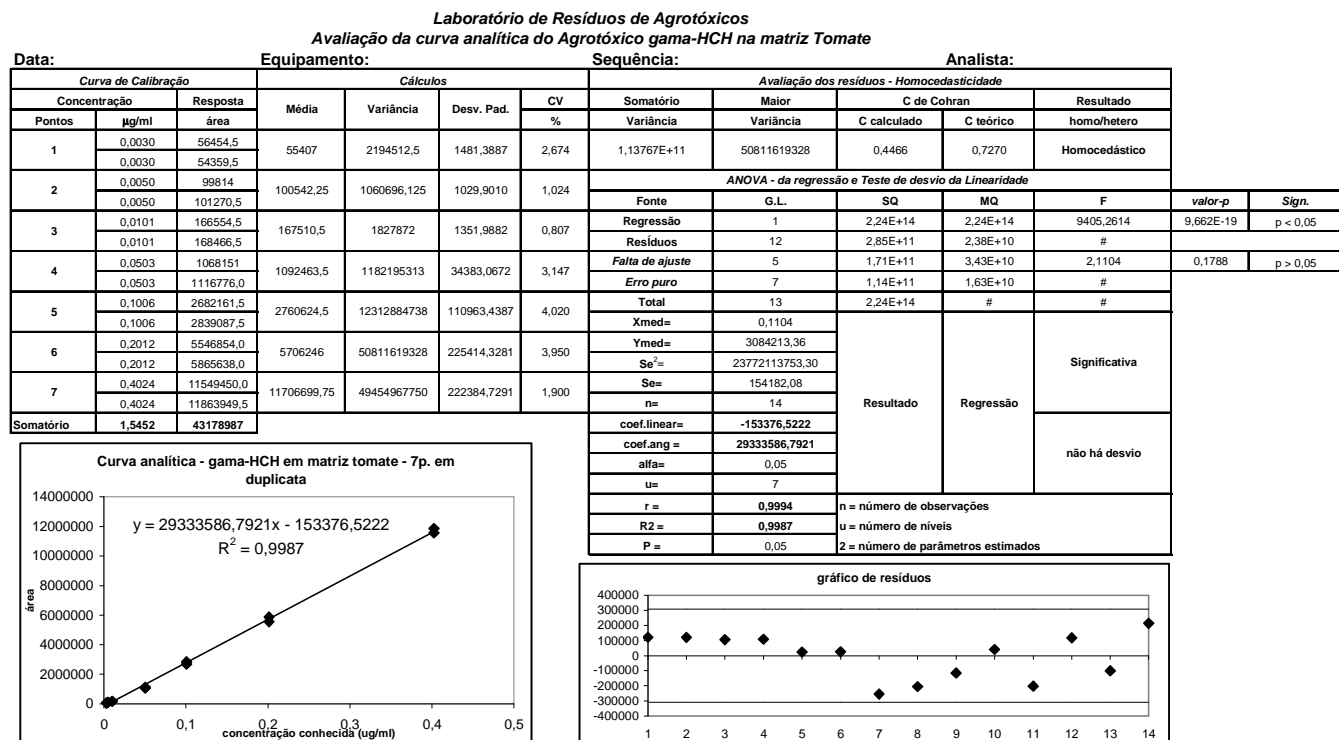 Laboratório de Resíduos de Agrotóxicos
Avaliação da curva analítica do Agrotóxico gama-HCH na matriz Tomate
Data: Equipamento: Sequência: Analista:
Curva de Calibração Cálculos Avaliação dos resíduos - Homocedasticidade
Concentração Resposta Média Variância Desv. Pad. CV Somatório Maior C de Cohran Resultado
Pontos µg/ml área % Variância Variância C calculado C teórico homo/hetero
1 0,0030 56454,5 55407 2194512,5 1481,3887 2,674 1,13767E+11 50811619328 0,4466 0,7270 Homocedástico
0,0030 54359,5
2 0,0050 99814 100542,25 1060696,125 1029,9010 1,024 ANOVA - da regressão e Teste de desvio da Linearidade
0,0050 101270,5 Fonte G.L. SQ MQ F valor-p Sign.
3 0,0101 166554,5 167510,5 1827872 1351,9882 0,807 Regressão 1 2,24E+14 2,24E+14 9405,2614 9,662E-19 p < 0,05
0,0101 168466,5 Resíduos 12 2,85E+11 2,38E+10 #
4 0,0503 1068151 1092463,5 1182195313 34383,0672 3,147 Falta de ajuste 5 1,71E+11 3,43E+10 2,1104 0,1788 p > 0,05
0,0503 1116776,0 Erro puro 7 1,14E+11 1,63E+10 #
5 0,1006 2682161,5 2760624,5 12312884738 110963,4387 4,020 Total 13 2,24E+14 # #
0,1006 2839087,5 Xmed= 0,1104
6 0,2012 5546854,0 5706246 50811619328 225414,3281 3,950 Ymed= 3084213,36
0,2012 5865638,0 Se2= 23772113753,30 Significativa
7 0,4024 11549450,0 11706699,75 49454967750 222384,7291 1,900 Se= 154182,08
0,4024 11863949,5 n= 14 Resultado Regressão
Somatório 1,5452 43178987 coef.linear= -153376,5222
coef.ang = 29333586,7921
alfa= 0,05 não há desvio
u= 7
r = 0,9994 n = número de observações
R2 = 0,9987 u = número de níveis
P = 0,05 2 = número de parâmetros estimados
Curva analítica - gama-HCH em matriz tomate - 7p. em
duplicata
14000000
12000000
10000000
8000000
6000000
4000000
2000000
0
área
y = 29333586,7921x - 153376,5222
R2 = 0,9987
0 0,1 0,2 0,3 0,4 0,5
concentração conhecida (ug/ml)
gráfico de resíduos
400000
300000
200000
100000
0
-100000
-200000
-300000
-400000
1 2 3 4 5 6 7 8 9 10 11 12 13 14